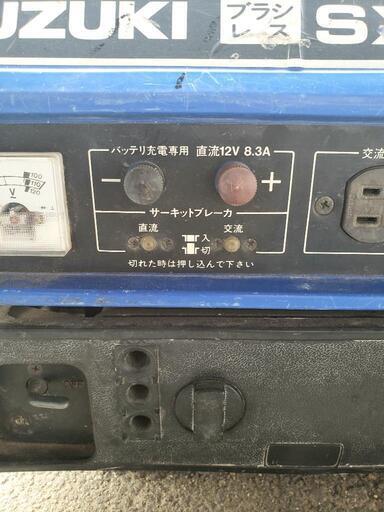 UZUKI ブラシレス SX
バッテリ充電専用 直流12V 8.3A
交流
100
110
120
V
− +
サーキットブレーカ
直流 入 交流
切
切れた時は押し込んで下さい
OFF